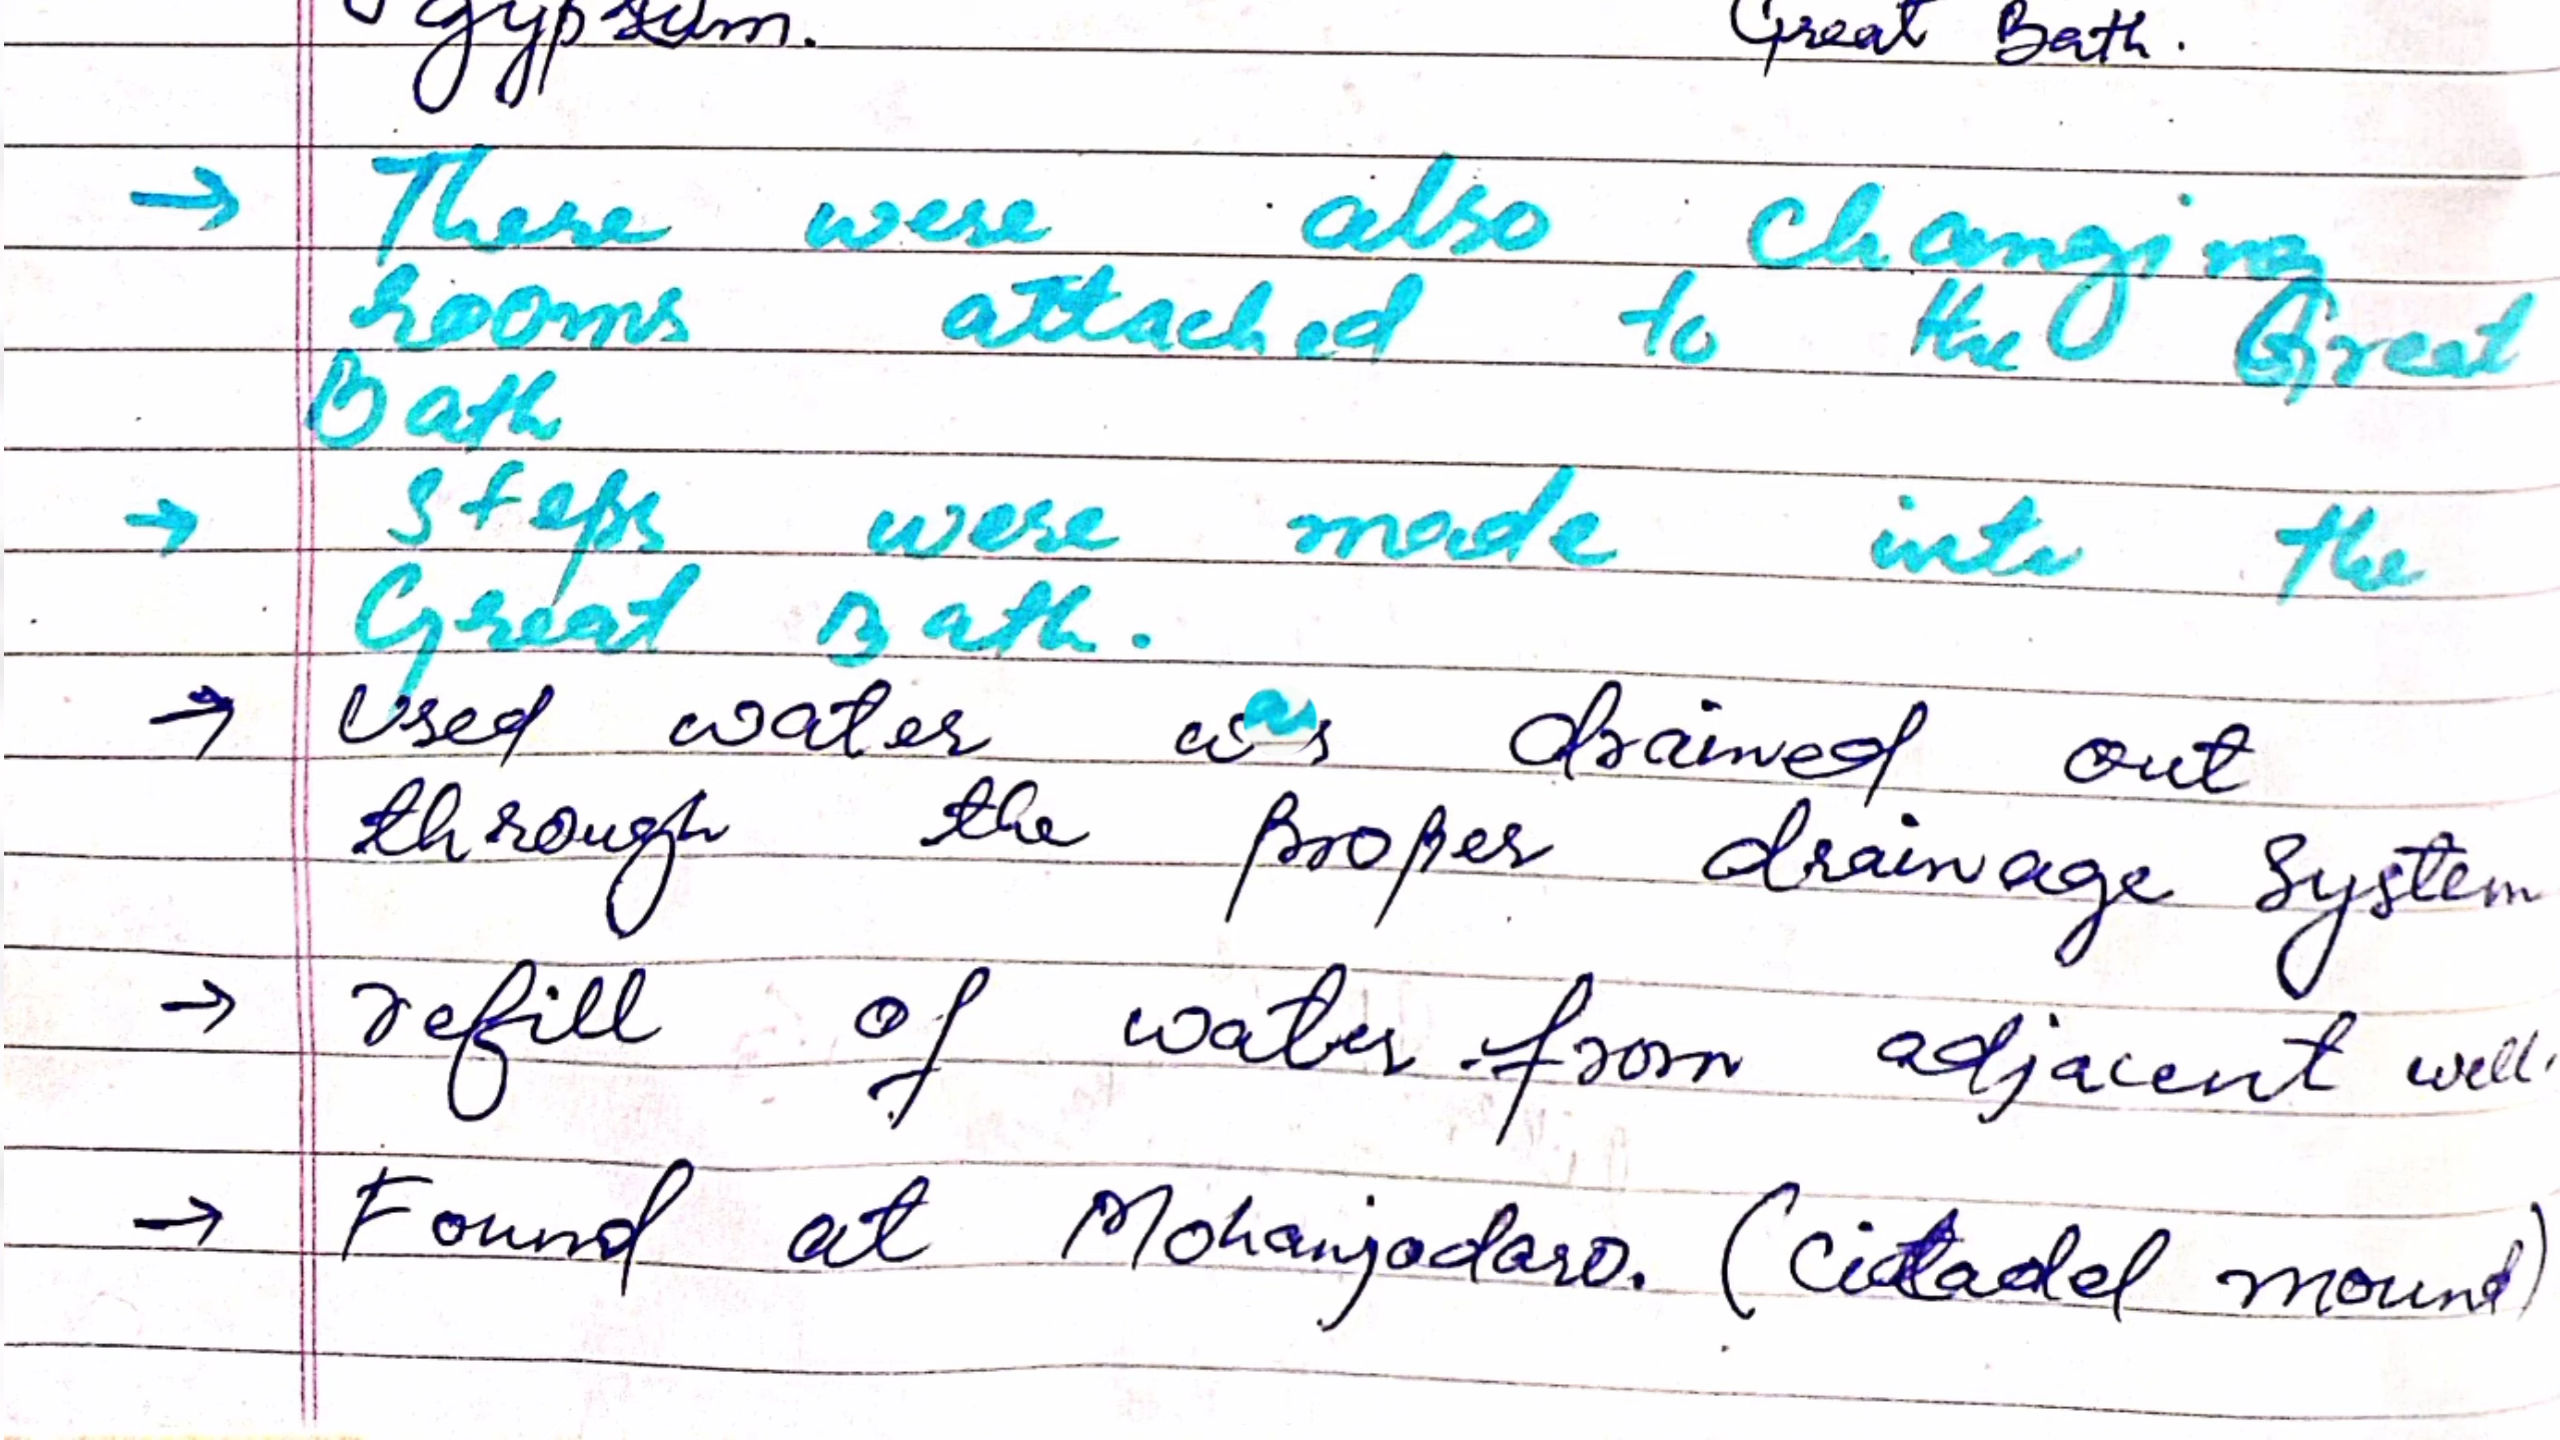 gypsum. Great Bath.
→ There were also changing
rooms attached to the Great
Bath
→ Steps were made into the
Great Bath.
→ Used water was drained out
through the proper drainage System
→ refill of water from adjacent well.
→ Found at Mohanjodaro. (Citadel mound)